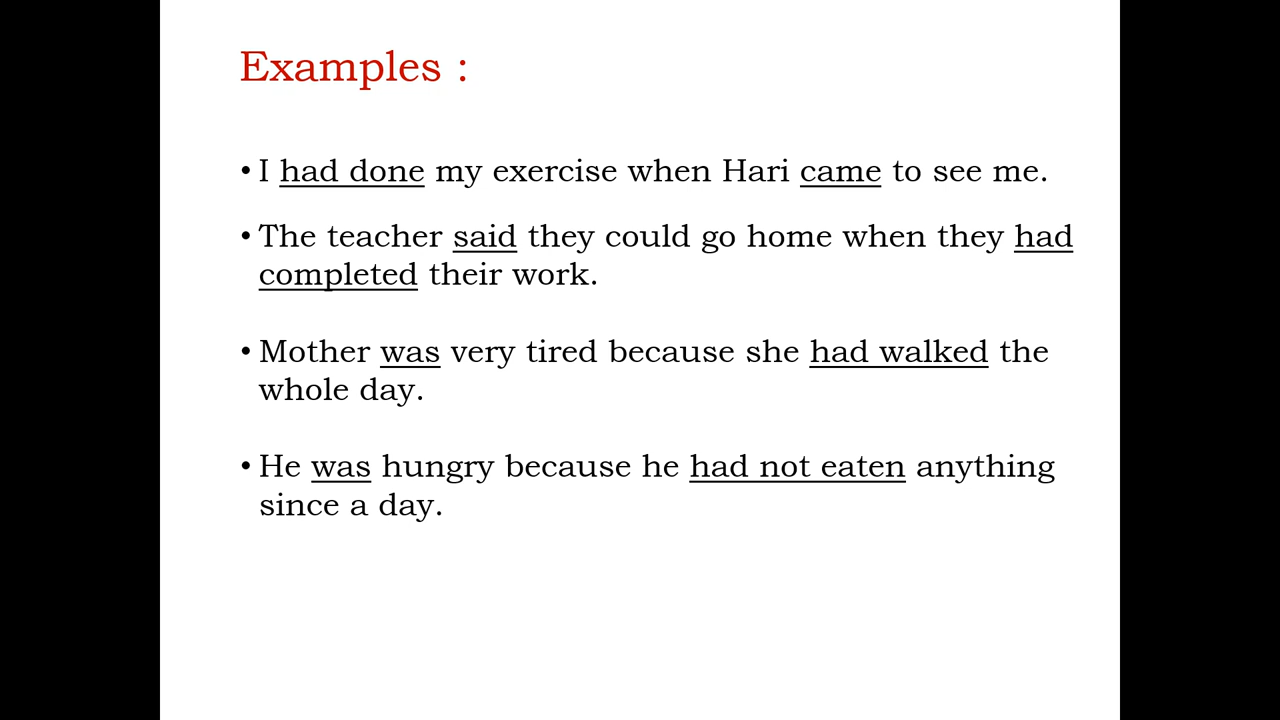 Examples :
• I had done my exercise when Hari came to see me.
• The teacher said they could go home when they had
completed their work.
• Mother was very tired because she had walked the
whole day.
• He was hungry because he had not eaten anything
since a day.